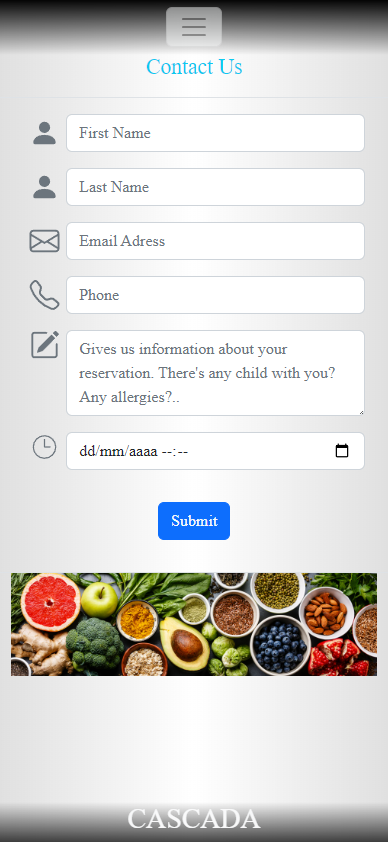 Contact Us
First Name
Last Name
Email Adress
Phone
Gives us information about your
reservation. There's any child with you?
Any allergies?..
dd/mm/aaaa --:--
Submit
CASCADA